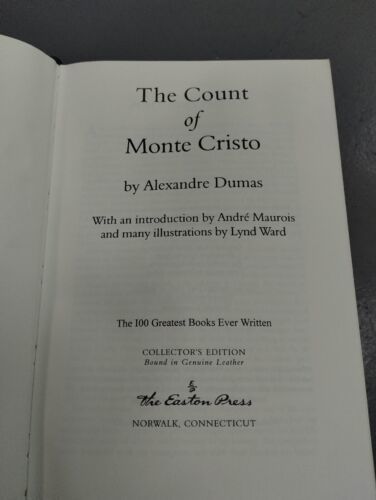 The Count
of
Monte Cristo
by Alexandre Dumas
With an introduction by André Maurois
and many illustrations by Lynd Ward
The 100 Greatest Books Ever Written
COLLECTOR'S EDITION
Bound in Genuine Leather
The Easton Press
NORWALK, CONNECTICUT